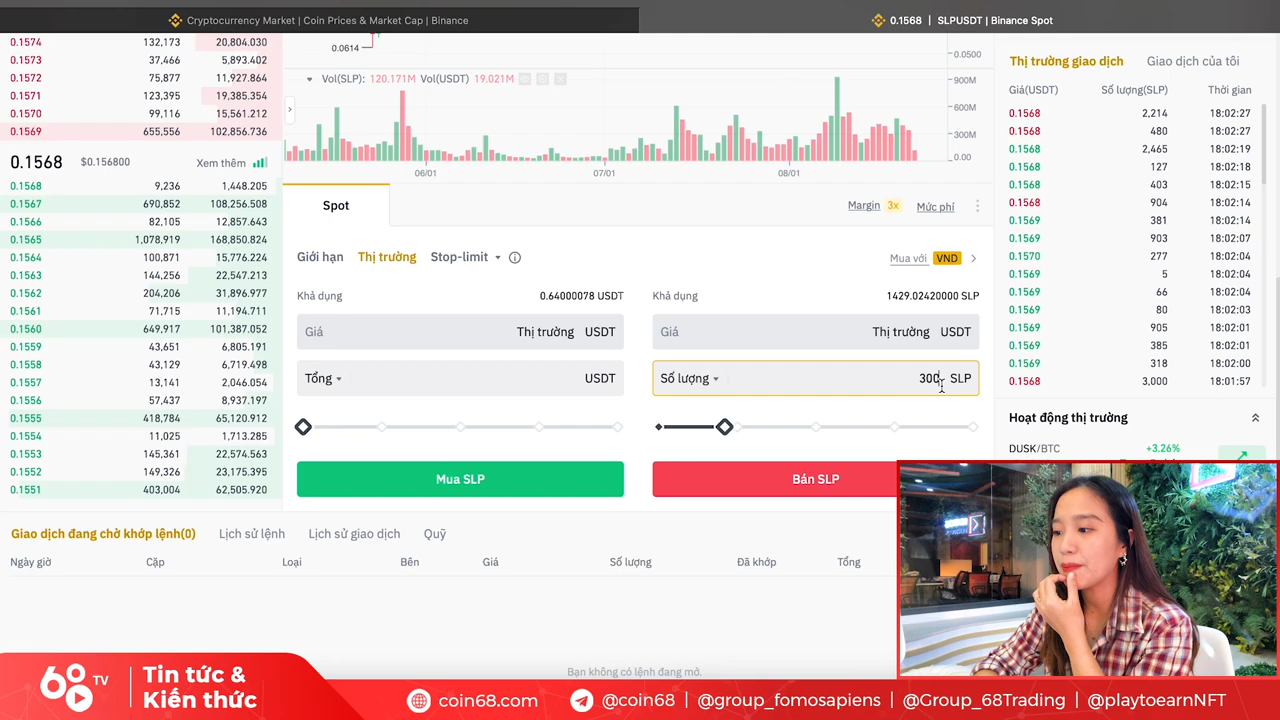 Cryptocurrency Market | Coin Prices & Market Cap | Binance
0.1568 | SLPUSDT | Binance Spot
0.1574 132,173 20,804.030
0.1573 37,466 5,893.402
0.1572 75,877 11,927.864
0.1571 123,395 19,385.354
0.1570 99,116 15,561.212
0.1569 655,556 102,856.736
0.1568 $0.156800 Xem thêm
0.1568 9,236 1,448.205
0.1567 690,852 108,256.508
0.1566 82,105 12,857.643
0.1565 1,078,919 168,850.824
0.1564 100,871 15,776.224
0.1563 144,256 22,547.213
0.1562 204,206 31,896.977
0.1561 71,715 11,194.711
0.1560 649,917 101,387.052
0.1559 43,651 6,805.191
0.1558 43,129 6,719.498
0.1557 13,141 2,046.054
0.1556 57,437 8,937.197
0.1555 418,784 65,120.912
0.1554 11,025 1,713.285
0.1553 145,361 22,574.563
0.1552 149,326 23,175.395
0.1551 403,004 62,505.920
0.0614
0.0500
Vol(SLP): 120.171M Vol(USDT) 19.021M
900M
600M
300M
0.00
06/01 07/01 08/01
Spot
Margin 3x Mức phí
Giới hạn Thị trường Stop-limit
Mua với VND
Khả dụng 0.64000078 USDT
Giá Thị trường USDT
Tổng USDT
Mua SLP
Khả dụng 1429.02420000 SLP
Giá Thị trường USDT
Số lượng 300 SLP
Bán SLP
Thị trường giao dịch Giao dịch của tôi
Giá(USDT) Số lượng(SLP) Thời gian
0.1568 2,214 18:02:27
0.1568 480 18:02:27
0.1568 2,465 18:02:19
0.1568 127 18:02:18
0.1568 403 18:02:15
0.1568 904 18:02:14
0.1569 381 18:02:14
0.1569 903 18:02:07
0.1570 277 18:02:04
0.1569 5 18:02:04
0.1569 66 18:02:04
0.1569 80 18:02:03
0.1569 905 18:02:01
0.1569 385 18:02:01
0.1569 318 18:02:00
0.1568 3,000 18:01:57
Hoạt động thị trường
DUSK/BTC +3.26%
Giao dịch đang chờ khớp lệnh(0) Lịch sử lệnh Lịch sử giao dịch Quỹ
Ngày giờ Cặp Loại Bên Giá Số lượng Đã khớp Tổng
Bạn không có lệnh đang mở.
68 TV
Tin tức &
Kiến thức
coin68.com @coin68 | @group_fomosapiens | @Group_68Trading | @playtoearnNFT